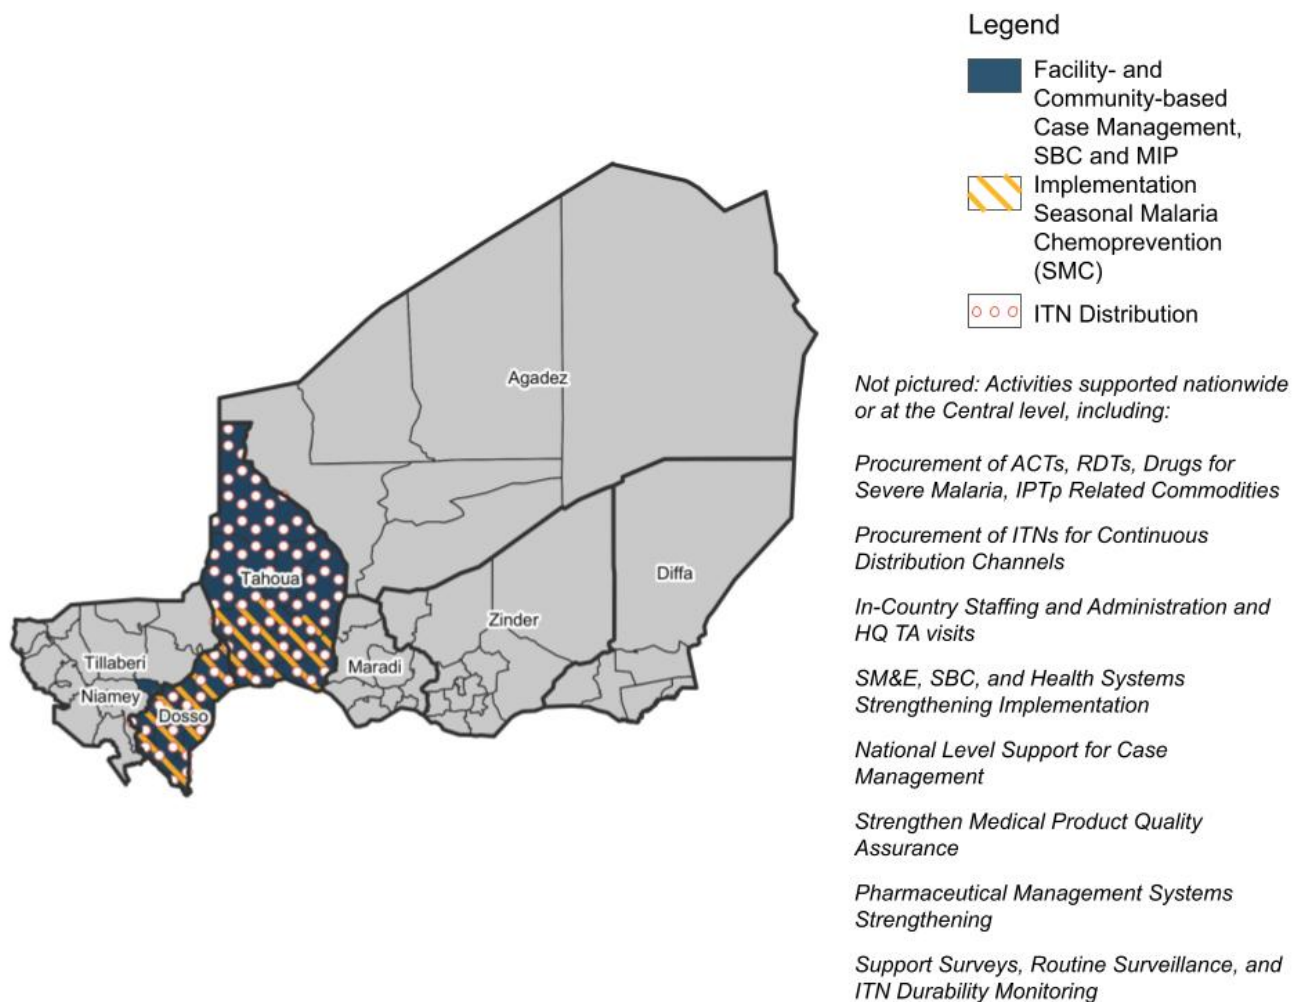 Legend
Facility- and
Community-based
Case Management,
SBC and MIP
Implementation
Seasonal Malaria
Chemoprevention
(SMC)
ITN Distribution
Agadez
Tahoua
Diffa
Zinder
Maradi
Tillaberi
Niamey
Dosso
Not pictured: Activities supported nationwide
or at the Central level, including:
Procurement of ACTs, RDTs, Drugs for
Severe Malaria, IPTp Related Commodities
Procurement of ITNs for Continuous
Distribution Channels
In-Country Staffing and Administration and
HQ TA visits
SM&E, SBC, and Health Systems
Strengthening Implementation
National Level Support for Case
Management
Strengthen Medical Product Quality
Assurance
Pharmaceutical Management Systems
Strengthening
Support Surveys, Routine Surveillance, and
ITN Durability Monitoring